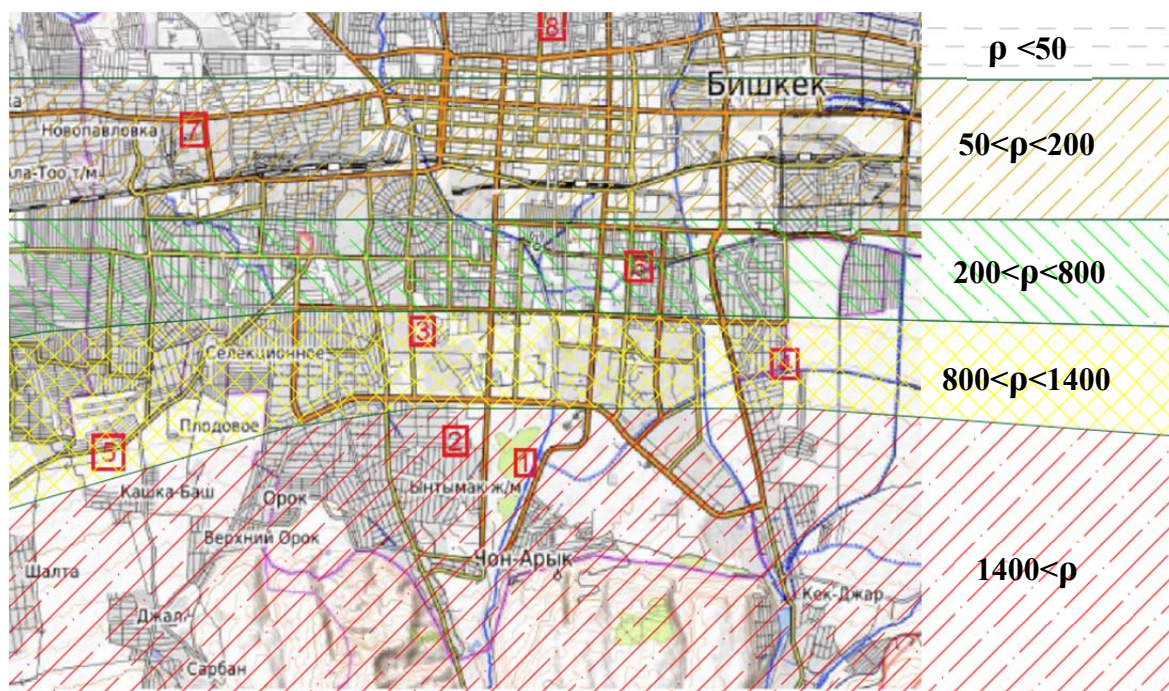 8
ρ <50
Бишкек
7
Новопавловка
50<ρ<200
ла-Тоо т/м
6
200<ρ<800
3
Селекционное
4
800<ρ<1400
Плодовое
2
5
1
Кашка-Баш
Орок
Ынтымак ж/м
Верхний Орок
Чон-Арык
Шалта
1400<ρ
Кек-Джар
Джал
Сарбан